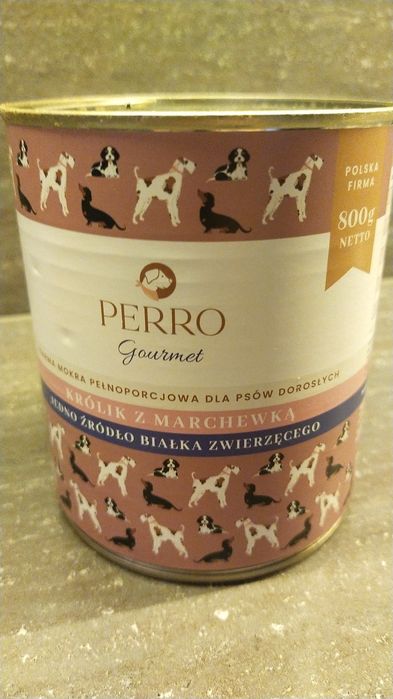 POLSKA
FIRMA
800g
NETTO
PERRO
Gourmet
KARMA MOKRA PEŁNOPORCJOWA DLA PSÓW DOROSŁYCH
KRÓLIK Z MARCHEWKĄ
JEDNO ŹRÓDŁO BIAŁKA ZWIERZĘCEGO